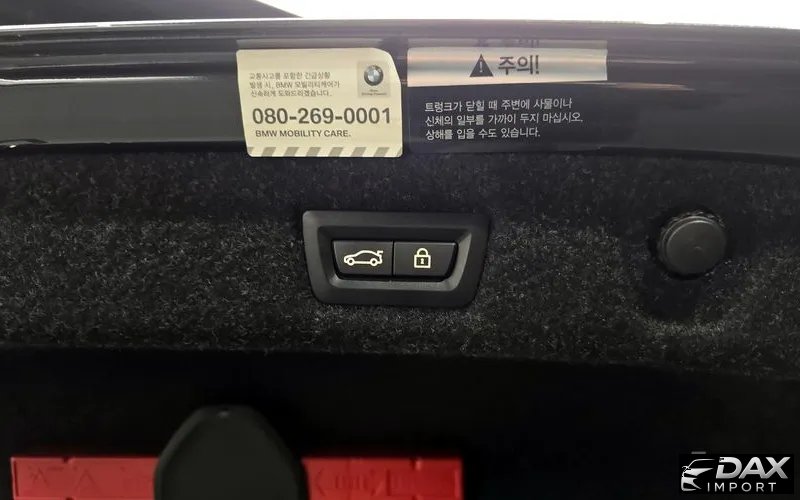 교통사고를 포함한 긴급상황
발생 시, BMW 모빌리티케어가
신속하게 도와드리겠습니다.
080-269-0001
BMW MOBILITY CARE.
주의!
트렁크가 닫힐 때 주변에 사물이나
신체의 일부를 가까이 두지 마십시오.
상해를 입을 수도 있습니다.
DAX
IMPORT